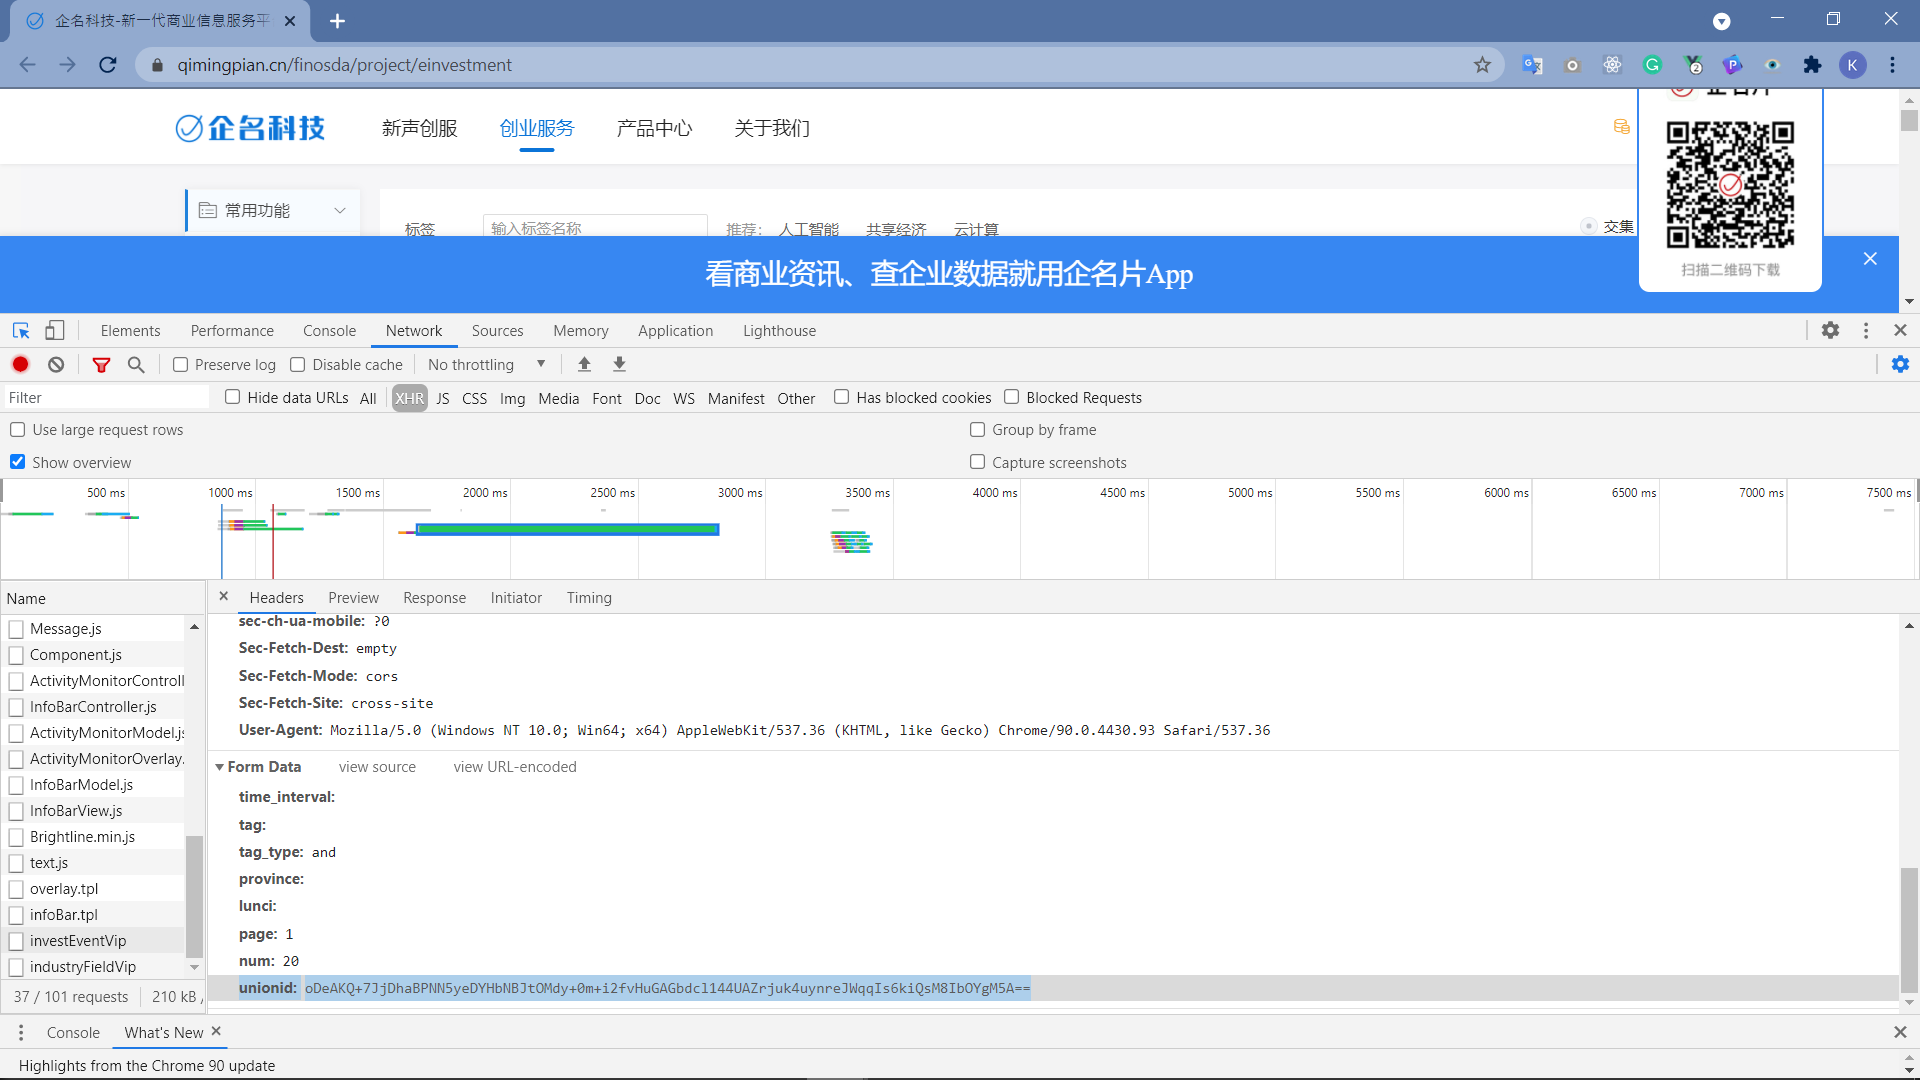 企名科技-新一代商业信息服务平
qimingpian.cn/finosda/project/einvestment
K
企名科技
新声创服
创业服务
产品中心
关于我们
企名片
常用功能
标签
输入标签名称
推荐：
人工智能
共享经济
云计算
交集
扫描二维码下载
看商业资讯、查企业数据就用企名片App
Elements
Performance
Console
Network
Sources
Memory
Application
Lighthouse
Preserve log
Disable cache
No throttling
Filter
Hide data URLs
All
XHR
JS
CSS
Img
Media
Font
Doc
WS
Manifest
Other
Has blocked cookies
Blocked Requests
Use large request rows
Group by frame
Show overview
Capture screenshots
500 ms
1000 ms
1500 ms
2000 ms
2500 ms
3000 ms
3500 ms
4000 ms
4500 ms
5000 ms
5500 ms
6000 ms
6500 ms
7000 ms
7500 ms
Name
Headers
Preview
Response
Initiator
Timing
Message.js
Component.js
ActivityMonitorControll
InfoBarController.js
ActivityMonitorModel.js
ActivityMonitorOverlay.
InfoBarModel.js
InfoBarView.js
Brightline.min.js
text.js
overlay.tpl
infoBar.tpl
investEventVip
industryFieldVip
37 / 101 requests
210 kB /
sec-ch-ua-mobile: ?0
Sec-Fetch-Dest: empty
Sec-Fetch-Mode: cors
Sec-Fetch-Site: cross-site
User-Agent: Mozilla/5.0 (Windows NT 10.0; Win64; x64) AppleWebKit/537.36 (KHTML, like Gecko) Chrome/90.0.4430.93 Safari/537.36
Form Data
view source
view URL-encoded
time_interval:
tag:
tag_type: and
province:
lunci:
page: 1
num: 20
unionid: oDeAKQ+7JjDhaBPNN5yeDYHbNBJtOMdy+0m+i2fvHuGAGbdcl144UAZrjuk4uynreJWqqIs6kiQsM8IbOYgM5A==
Console
What's New
Highlights from the Chrome 90 update